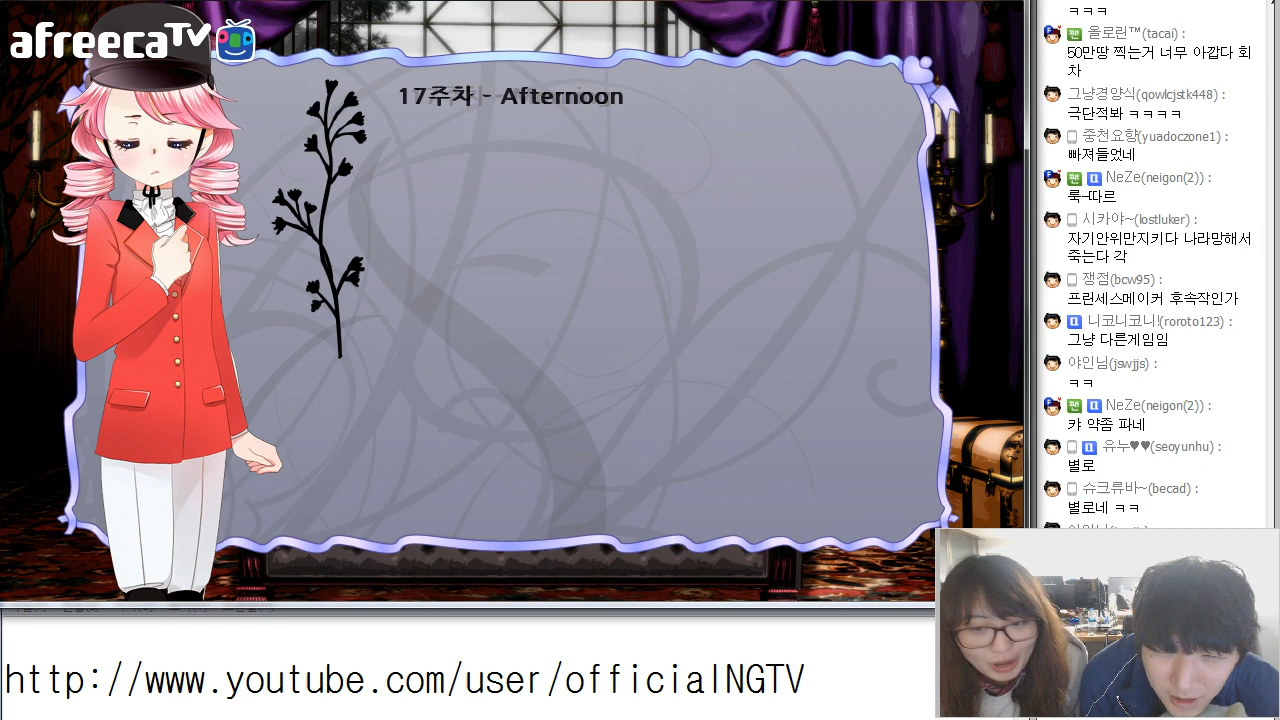 afreecaTV
17주차 - Afternoon
ㅋㅋㅋ
팬 올로런™(tacai) :
50만땅 찍는거 너무 아깝다 회
차
그냥경양식(qowlcjstk448) :
극단적봐 ㅋㅋㅋㅋ
중천요향(yuadoczone1) :
빠져들었네
팬 NeZe(neigon(2)) :
룩-따르
시카야~(lostluker) :
자기안위만지키다 나라망해서
죽는다 각
쟁점(bcw95) :
프린세스메이커 후속작인가
니코니코니!(roroto123) :
그냥 다른게임임
야인님(jswjjs) :
ㅋㅋ
팬 NeZe(neigon(2)) :
캬 약좀 파네
유누♥♥(seoyunhu) :
별로
슈크류바~(becad) :
별로네 ㅋㅋ
http://www.youtube.com/user/officialNGTV